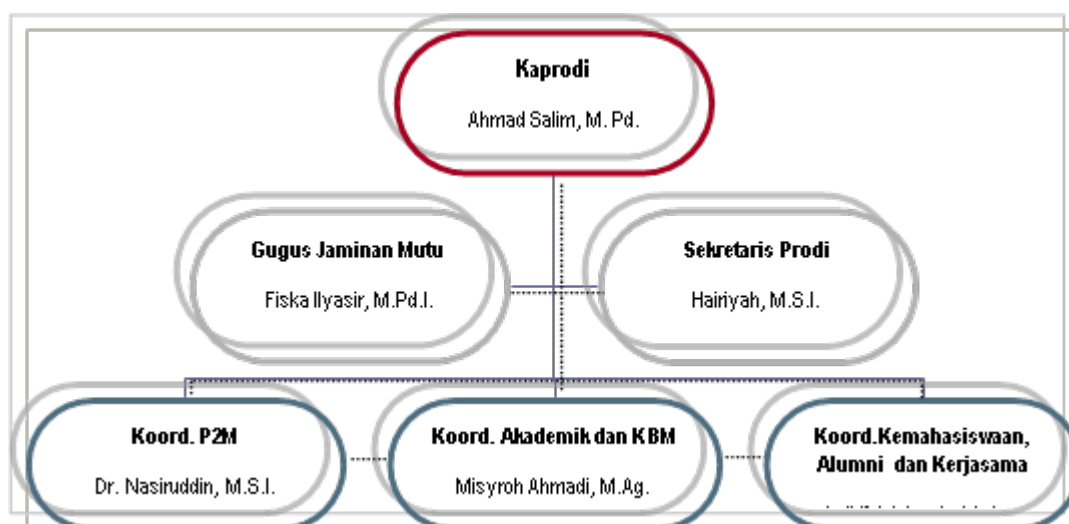 Kaprodi
Ahmad Salim, M. Pd.
Gugus Jaminan Mutu
Fiska Ilyasir, M.Pd.I.
Sekretaris Prodi
Hairiyah, M.S.I.
Koord. P2M
Dr. Nasiruddin, M.S.I.
Koord. Akademik dan KBM
Misyroh Ahmadi, M.Ag.
Koord.Kemahasiswaan,
Alumni dan Kerjasama